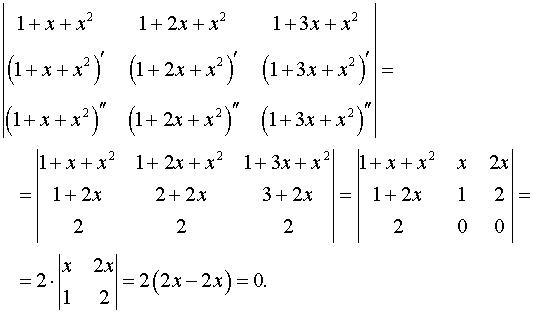 |1 + x + x² 1 + 2x + x² 1 + 3x + x²|
|(1 + x + x²)′ (1 + 2x + x²)′ (1 + 3x + x²)′| =
|(1 + x + x²)″ (1 + 2x + x²)″ (1 + 3x + x²)″|
|1 + x + x² 1 + 2x + x² 1 + 3x + x²| |1 + x + x² x 2x|
= |1 + 2x 2 + 2x 3 + 2x| = |1 + 2x 1 2| =
|2 2 2| |2 0 0|
= 2 · |x 2x| = 2(2x − 2x) = 0.
|1 2|